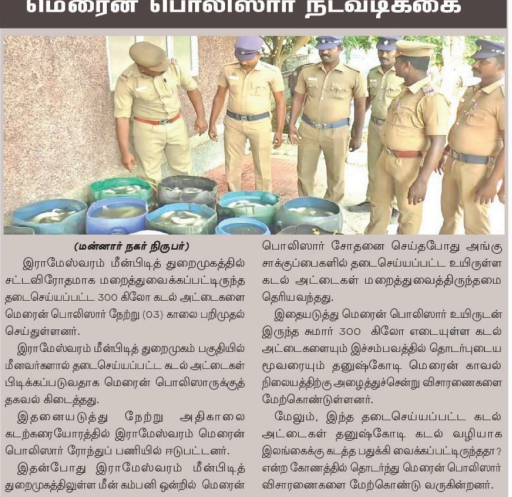 மெரைன் பொலிஸார் நடவடிக்கை
(மன்னார் நகர் நிருபர்)
இராமேஸ்வரம் மீன்பிடித் துறைமுகத்தில்
சட்டவிரோதமாக மறைத்துவைக்கப்பட்டிருந்த
தடைசெய்யப்பட்ட 300 கிலோ கடல் அட்டைகளை
மெரைன் பொலிஸார் நேற்று (03) காலை பறிமுதல்
செய்துள்ளனர்.
இராமேஸ்வரம் மீன்பிடித் துறைமுகம் பகுதியில்
மீனவர்களால் தடைசெய்யப்பட்ட கடல் அட்டைகள்
பிடிக்கப்படுவதாக மெரைன் பொலிஸாருக்குத்
தகவல் கிடைத்தது.
இதனையடுத்து நேற்று அதிகாலை
கடற்கரையோரத்தில் இராமேஸ்வரம் மெரைன்
பொலிஸார் ரோந்துப் பணியில் ஈடுபட்டனர்.
இதன்போது இராமேஸ்வரம் மீன்பிடித்
துறைமுகத்திலுள்ள மீன் கம்பனி ஒன்றில் மெரைன்
பொலிஸார் சோதனை செய்தபோது அங்கு
சாக்குப்பைகளில் தடைசெய்யப்பட்ட உயிருள்ள
கடல் அட்டைகள் மறைத்துவைத்திருந்தமை
தெரியவந்தது.
இதையடுத்து மெரைன் பொலிஸார் உயிருடன்
இருந்த சுமார் 300 கிலோ எடையுள்ள கடல்
அட்டைகளையும் இச்சம்பவத்தில் தொடர்புடைய
மூவரையும் தனுஷ்கோடி மெரைன் காவல்
நிலையத்திற்கு அழைத்துச்சென்று விசாரணைகளை
மேற்கொண்டுள்ளனர்.
மேலும், இந்த தடைசெய்யப்பட்ட கடல்
அட்டைகள் தனுஷ்கோடி கடல் வழியாக
இலங்கைக்கு கடத்த பதுக்கி வைக்கப்பட்டிருந்ததா?
என்ற கோணத்தில் தொடர்ந்து மெரைன் பொலிஸார்
விசாரணைகளை மேற்கொண்டு வருகின்றனர்.